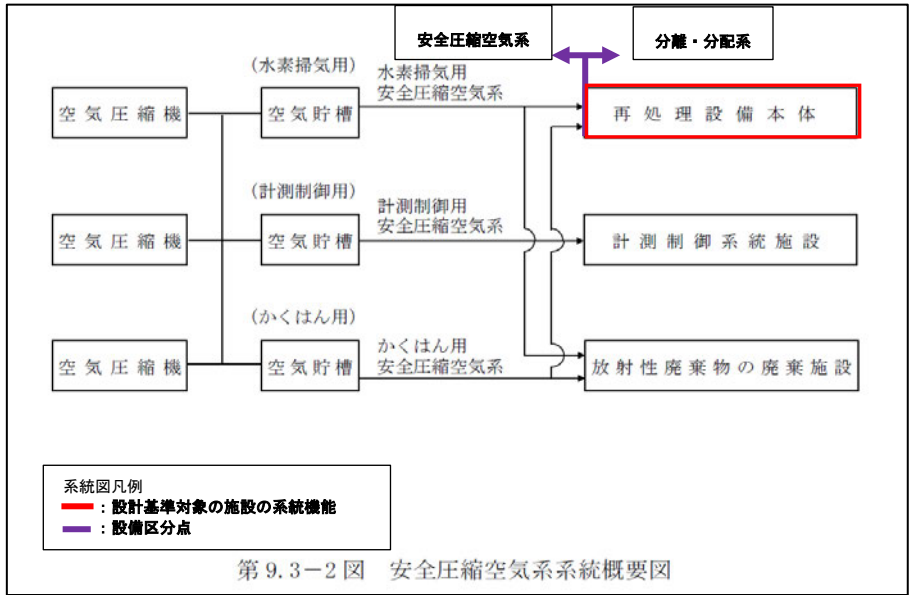 安全圧縮空気系
分離・分配系
(水素掃気用)
水素掃気用
安全圧縮空気系
空気圧縮機
空気貯槽
再処理設備本体
(計測制御用)
計測制御用
安全圧縮空気系
空気圧縮機
空気貯槽
計測制御系統施設
(かくはん用)
かくはん用
安全圧縮空気系
空気圧縮機
空気貯槽
放射性廃棄物の廃棄施設
系統図凡例
：設計基準対象の施設の系統機能
：設備区分点
第9.3－2図 安全圧縮空気系系統概要図